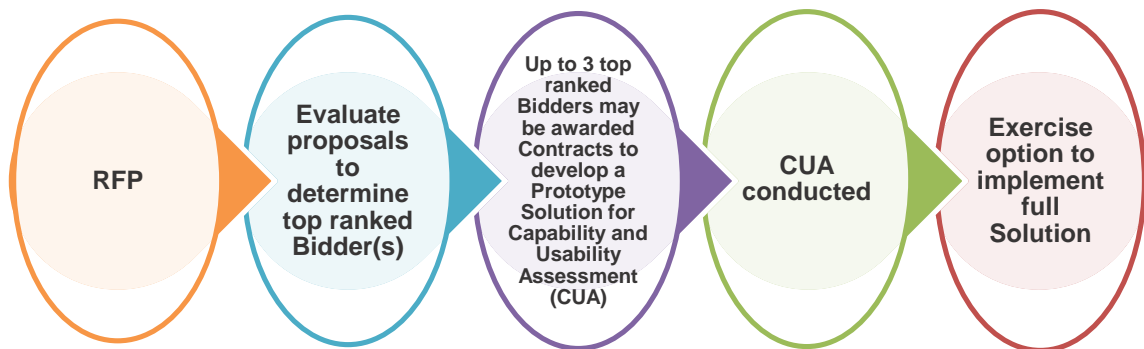 RFP
Evaluate
proposals
to
determine
top ranked
Bidder(s)
Up to 3 top
ranked
Bidders may
be awarded
Contracts to
develop a
Prototype
Solution for
Capability and
Usability
Assessment
(CUA)
CUA
conducted
Exercise
option to
implement
full
Solution